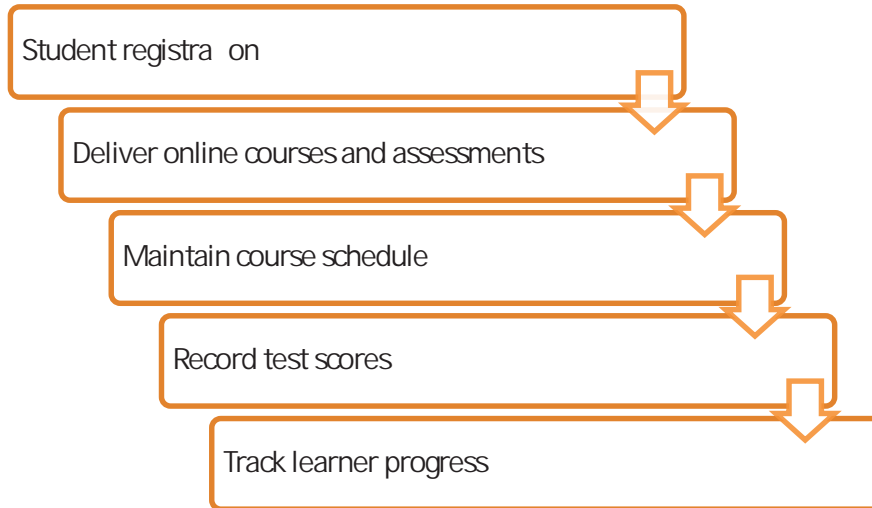 Student registra on
Deliver online courses and assessments
Maintain course schedule
Record test scores
Track learner progress